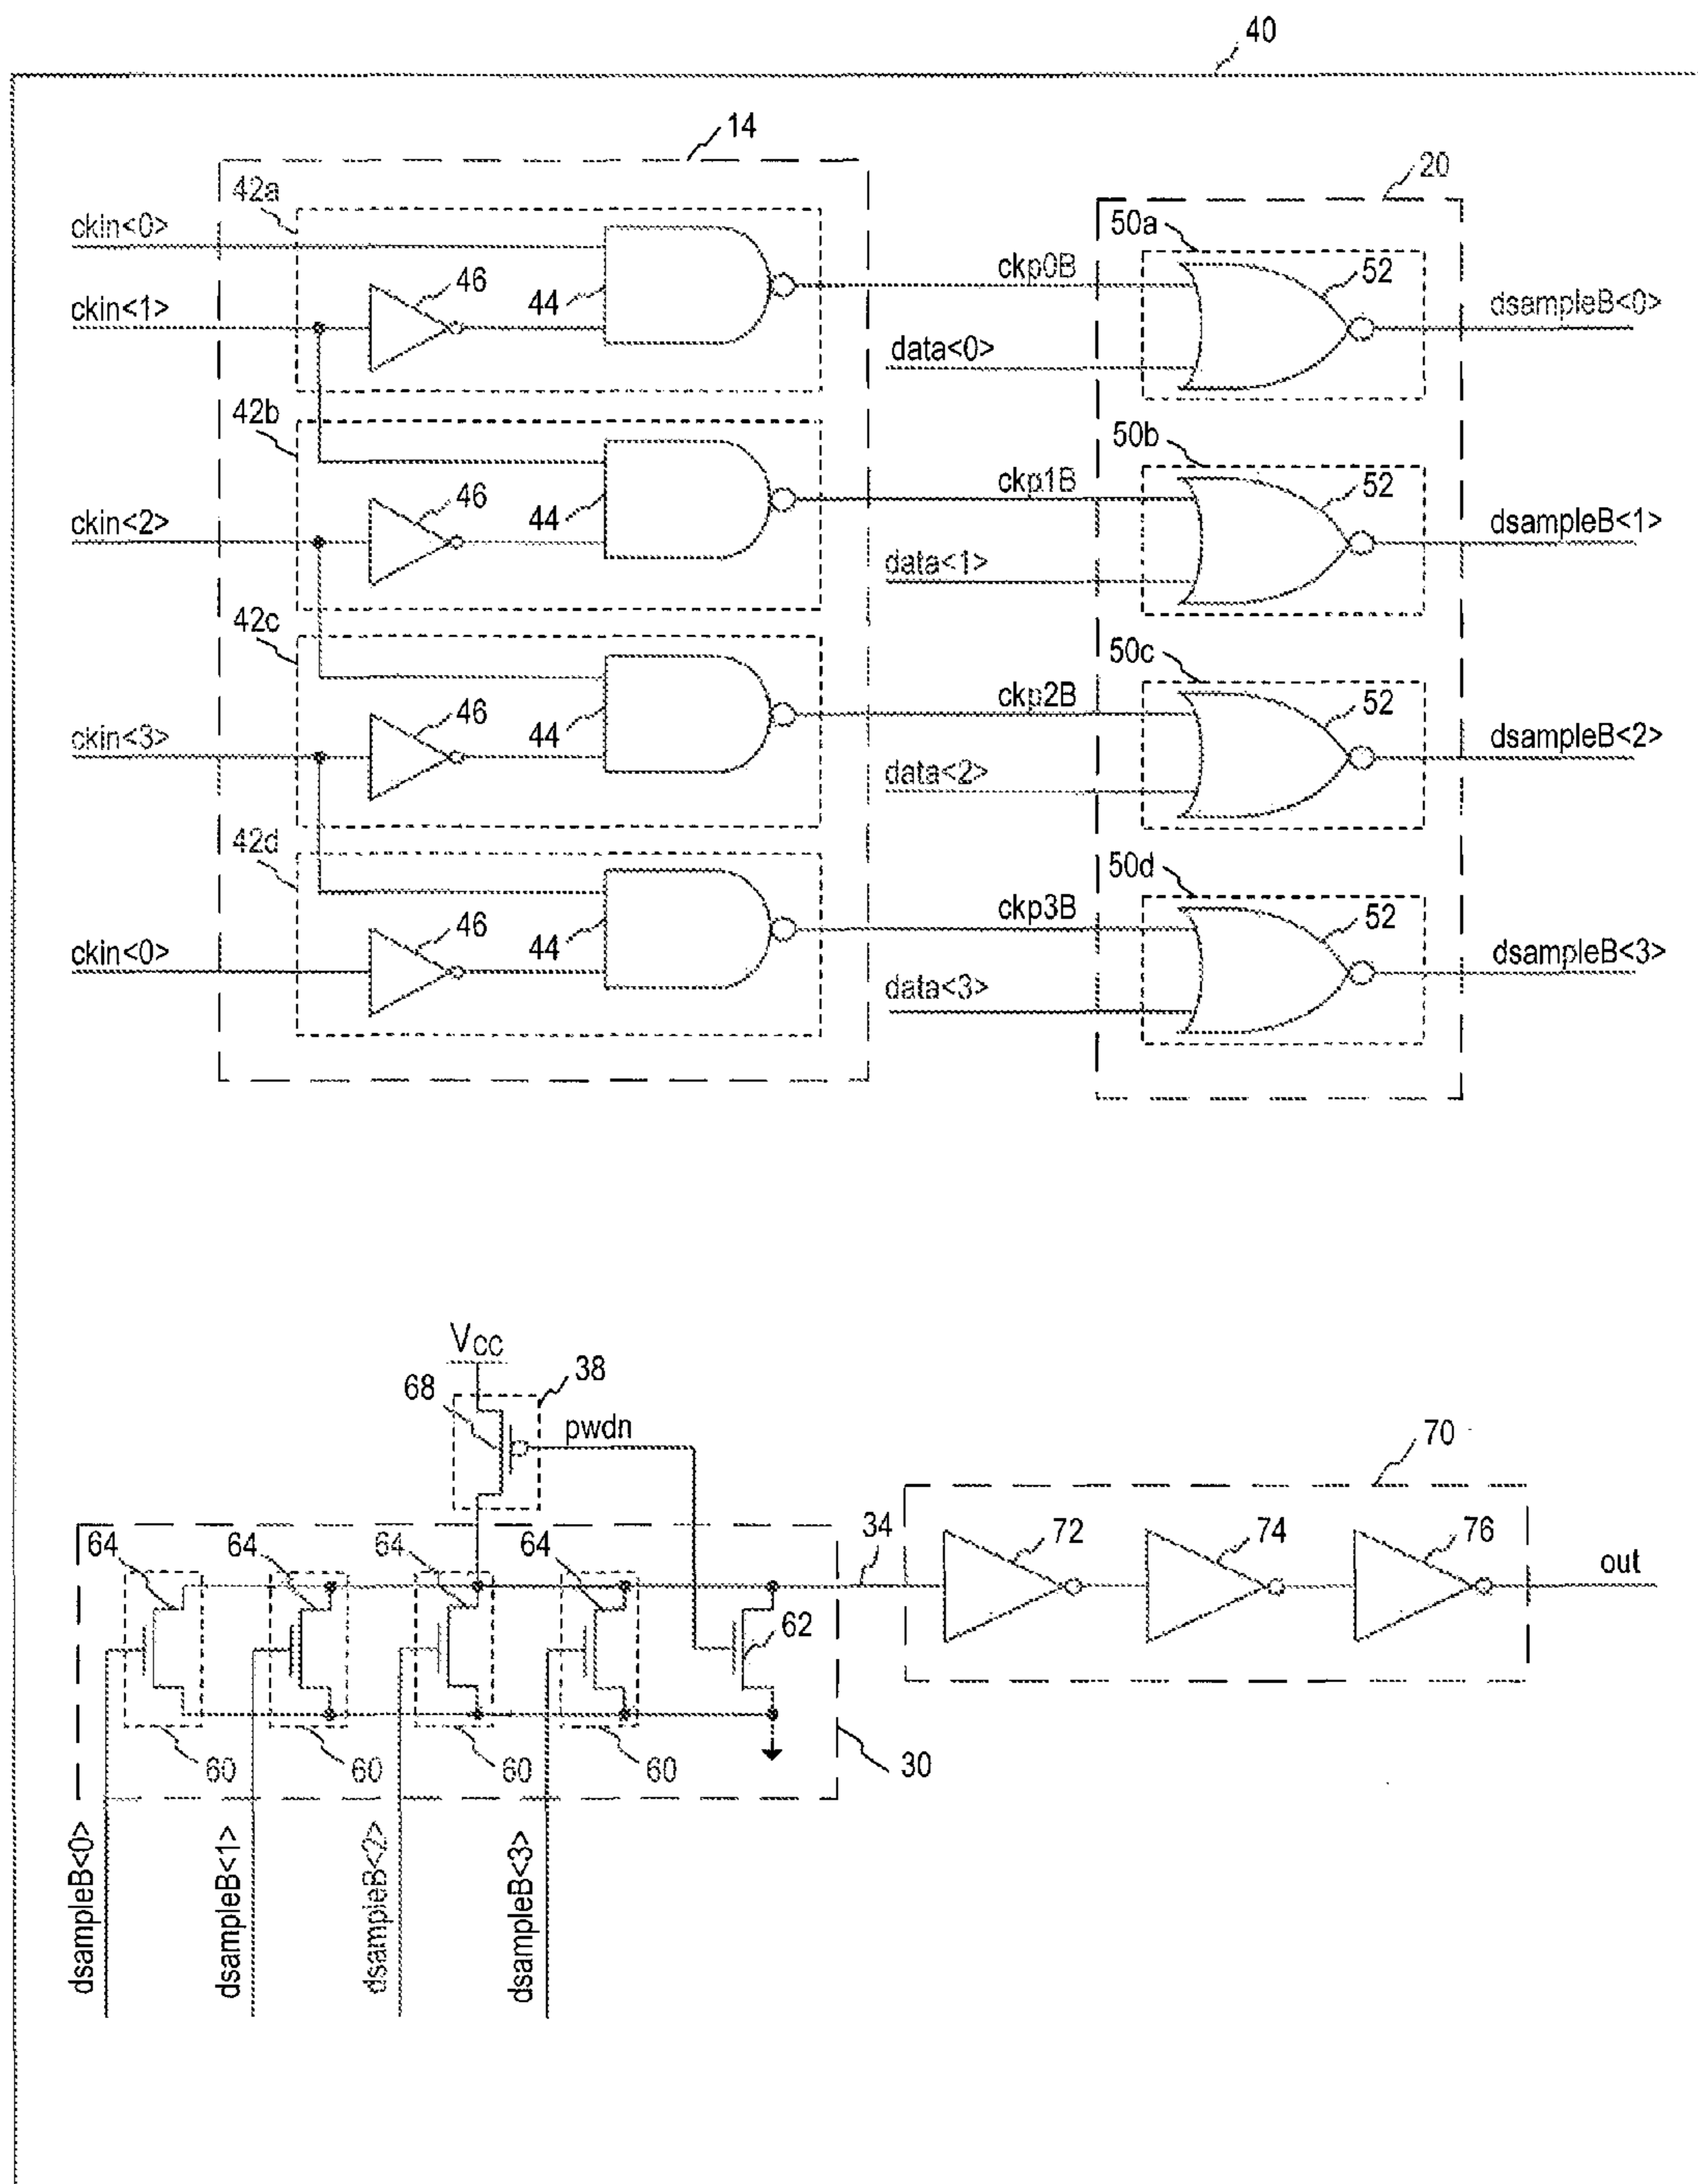 40
14
20
42a
50a
ckin<0>
46
44
ckp0B
52
ckin<1>
dsampleB<0>
data<0>
42b
50b
46
44
ckp1B
52
ckin<2>
dsampleB<1>
data<1>
42c
50c
46
44
ckp2B
52
ckin<3>
dsampleB<2>
data<2>
42d
50d
46
44
ckp3B
52
ckin<0>
dsampleB<3>
data<3>
Vcc
68
38
pwdn
70
64
64
64
64
34
72
74
76
out
62
60
60
60
60
30
dsampleB<0>
dsampleB<1>
dsampleB<2>
dsampleB<3>